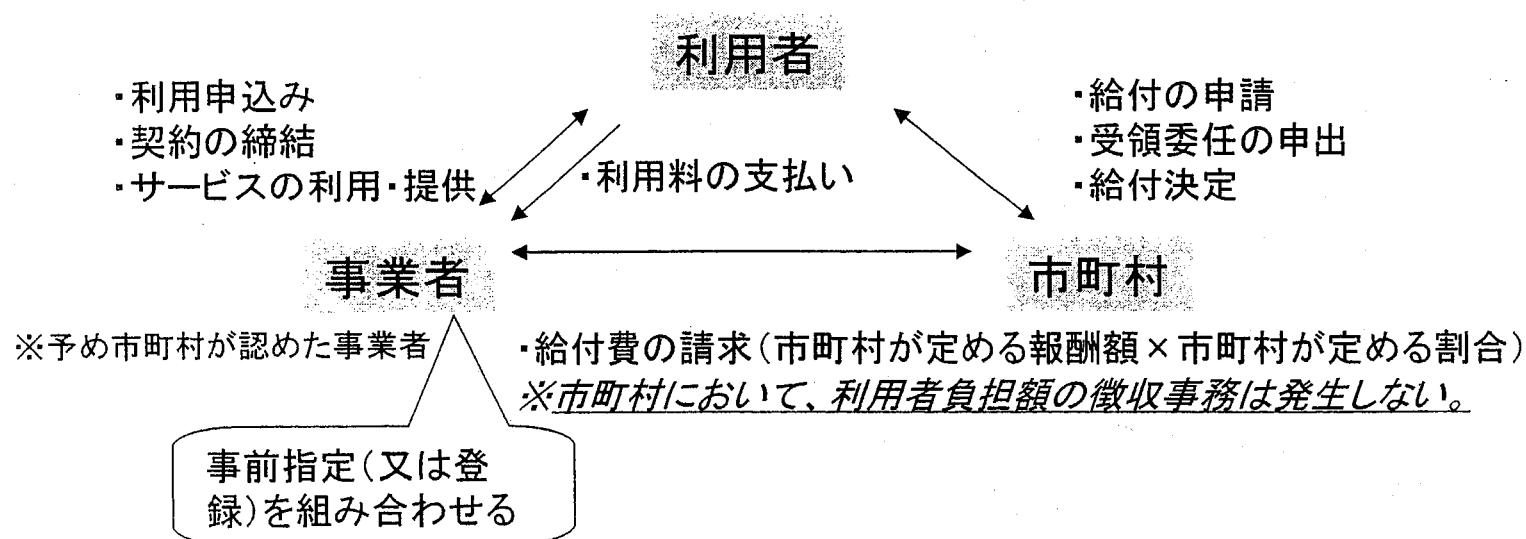 利用者
・利用申込み
・契約の締結
・サービスの利用・提供
・利用料の支払い
・給付の申請
・受領委任の申出
・給付決定
事業者
市町村
※予め市町村が認めた事業者
・給付費の請求(市町村が定める報酬額×市町村が定める割合)
※市町村において、利用者負担額の徴収事務は発生しない。
事前指定(又は登
録)を組み合わせる